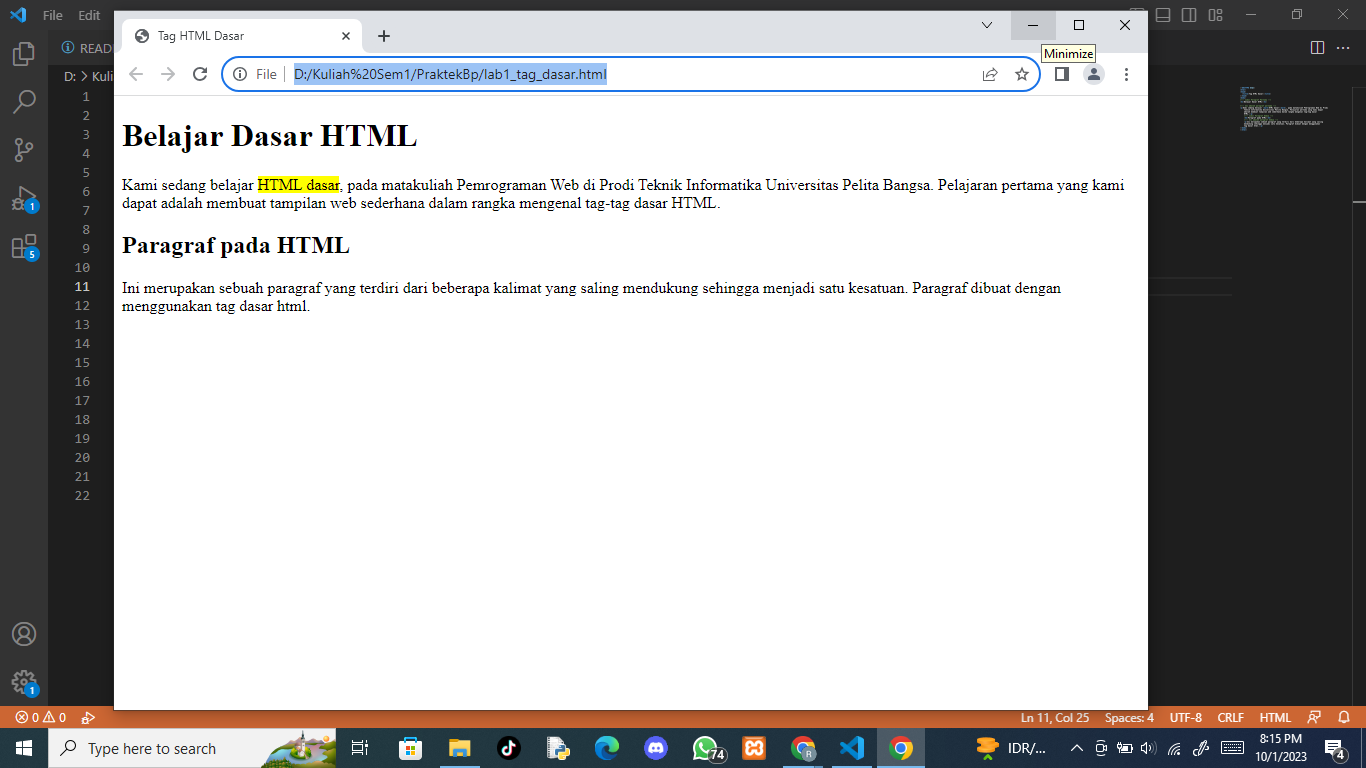 File Edit
Tag HTML Dasar
Minimize
READ
File D:/Kuliah%20Sem1/PraktekBp/lab1_tag_dasar.html
D: > Kuli
1
2
3
4
5
6
7
8
9
10
11
12
13
14
15
16
17
18
19
20
21
22
Belajar Dasar HTML
Kami sedang belajar HTML dasar, pada matakuliah Pemrograman Web di Prodi Teknik Informatika Universitas Pelita Bangsa. Pelajaran pertama yang kami
dapat adalah membuat tampilan web sederhana dalam rangka mengenal tag-tag dasar HTML.
Paragraf pada HTML
Ini merupakan sebuah paragraf yang terdiri dari beberapa kalimat yang saling mendukung sehingga menjadi satu kesatuan. Paragraf dibuat dengan
menggunakan tag dasar html.
1
5
1
0 0 Ln 11, Col 25 Spaces: 4 UTF-8 CRLF HTML
Type here to search
74
R
IDR/...
8:15 PM
10/1/2023
4